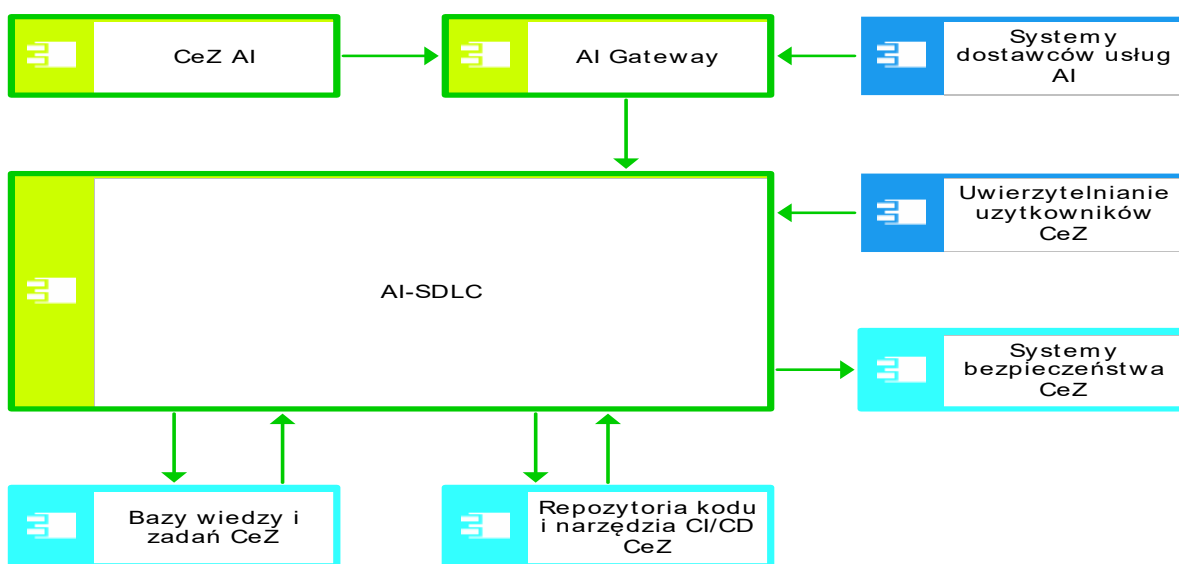 CeZ AI
AI Gateway
Systemy
dostawców usług
AI
Uwierzytelnianie
uzytkowników
CeZ
AI-SDLC
Systemy
bezpieczeństwa
CeZ
Bazy wiedzy i
zadań CeZ
Repozytoria kodu
i narzędzia CI/CD
CeZ